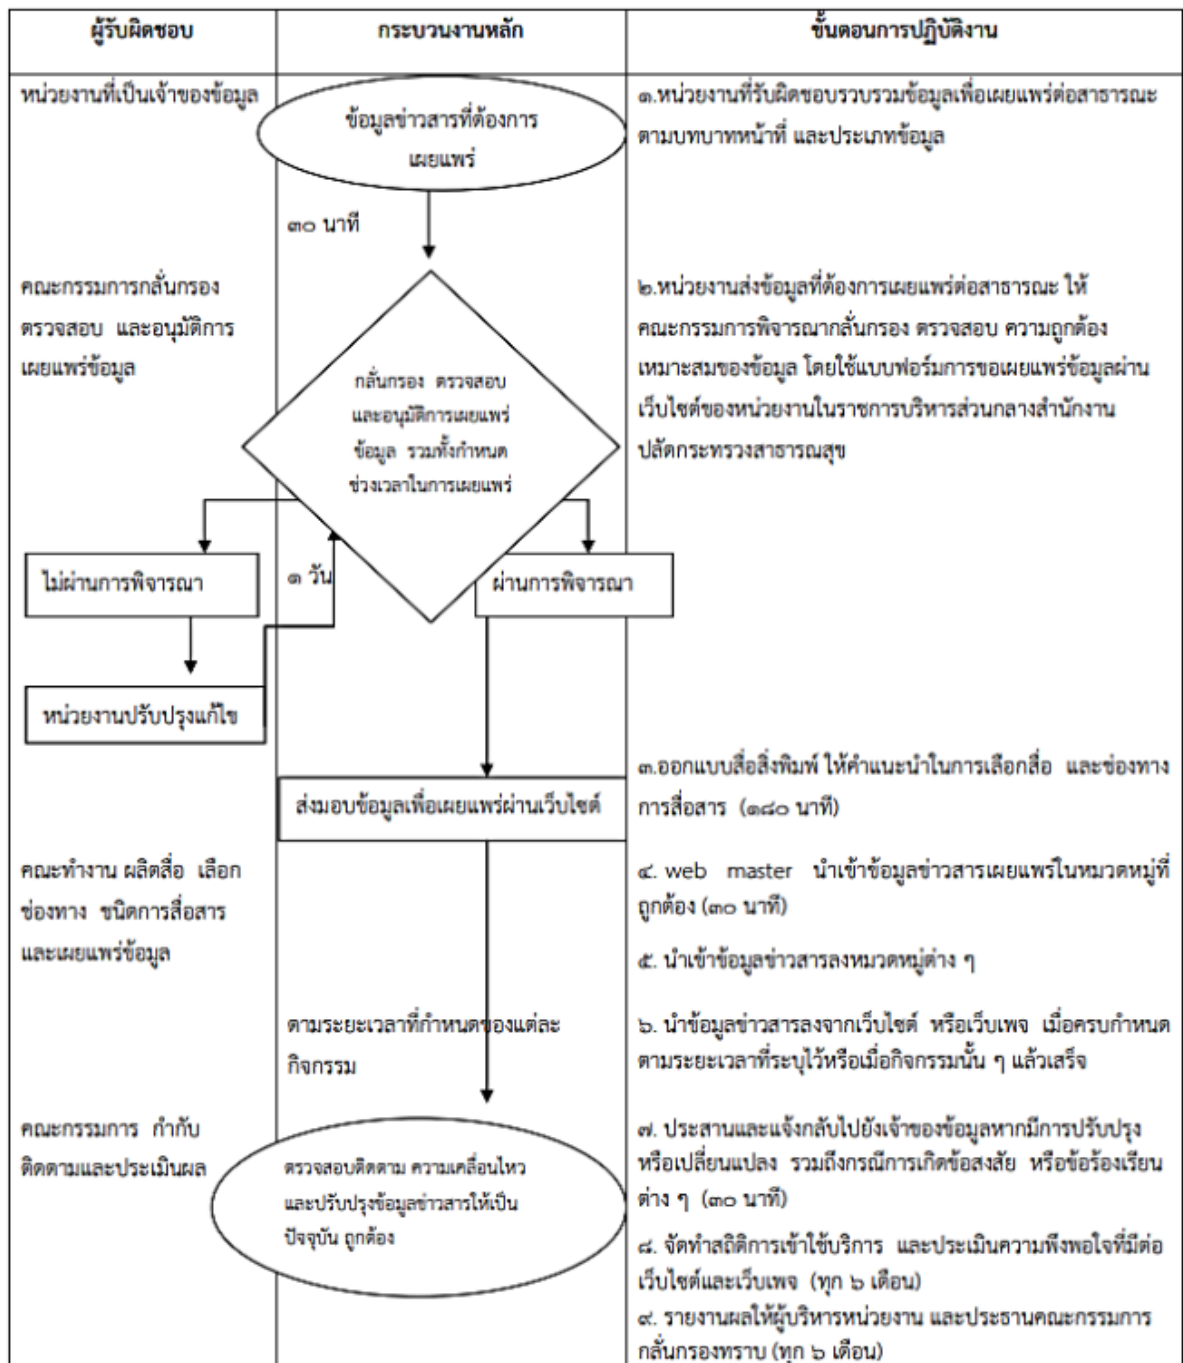 ผู้รับผิดชอบ
กระบวนงานหลัก
ขั้นตอนการปฏิบัติงาน
หน่วยงานที่เป็นเจ้าของข้อมูล
ข้อมูลข่าวสารที่ต้องการ
เผยแพร่
๑.หน่วยงานที่รับผิดชอบรวบรวมข้อมูลเพื่อเผยแพร่ต่อสาธารณะ
ตามบทบาทหน้าที่ และประเภทข้อมูล
๓๐ นาที
คณะกรรมการกลั่นกรอง
ตรวจสอบ และอนุมัติการ
เผยแพร่ข้อมูล
กลั่นกรอง ตรวจสอบ
และอนุมัติการเผยแพร่
ข้อมูล รวมทั้งกำหนด
ช่วงเวลาในการเผยแพร่
๒.หน่วยงานส่งข้อมูลที่ต้องการเผยแพร่ต่อสาธารณะ ให้
คณะกรรมการพิจารณากลั่นกรอง ตรวจสอบ ความถูกต้อง
เหมาะสมของข้อมูล โดยใช้แบบฟอร์มการขอเผยแพร่ข้อมูลผ่าน
เว็บไซต์ของหน่วยงานในราชการบริหารส่วนกลางสำนักงาน
ปลัดกระทรวงสาธารณสุข
ไม่ผ่านการพิจารณา
๑ วัน
ผ่านการพิจารณา
หน่วยงานปรับปรุงแก้ไข
ส่งมอบข้อมูลเพื่อเผยแพร่ผ่านเว็บไซต์
๓.ออกแบบสื่อสิ่งพิมพ์ ให้คำแนะนำในการเลือกสื่อ และช่องทาง
การสื่อสาร (๑๘๐ นาที)
คณะทำงาน ผลิตสื่อ เลือก
ช่องทาง ชนิดการสื่อสาร
และเผยแพร่ข้อมูล
๔. web master นำเข้าข้อมูลข่าวสารเผยแพร่ในหมวดหมู่ที่
ถูกต้อง (๓๐ นาที)
๕. นำเข้าข้อมูลข่าวสารลงหมวดหมู่ต่าง ๆ
ตามระยะเวลาที่กำหนดของแต่ละ
กิจกรรม
๖. นำข้อมูลข่าวสารลงจากเว็บไซต์ หรือเว็บเพจ เมื่อครบกำหนด
ตามระยะเวลาที่ระบุไว้หรือเมื่อกิจกรรมนั้น ๆ แล้วเสร็จ
คณะกรรมการ กำกับ
ติดตามและประเมินผล
ตรวจสอบติดตาม ความเคลื่อนไหว
และปรับปรุงข้อมูลข่าวสารให้เป็น
ปัจจุบัน ถูกต้อง
๗. ประสานและแจ้งกลับไปยังเจ้าของข้อมูลหากมีการปรับปรุง
หรือเปลี่ยนแปลง รวมถึงกรณีการเกิดข้อสงสัย หรือข้อร้องเรียน
ต่าง ๆ (๓๐ นาที)
๘. จัดทำสถิติการเข้าใช้บริการ และประเมินความพึงพอใจที่มีต่อ
เว็บไซต์และเว็บเพจ (ทุก ๖ เดือน)
๙. รายงานผลให้ผู้บริหารหน่วยงาน และประธานคณะกรรมการ
กลั่นกรองทราบ (ทุก ๖ เดือน)